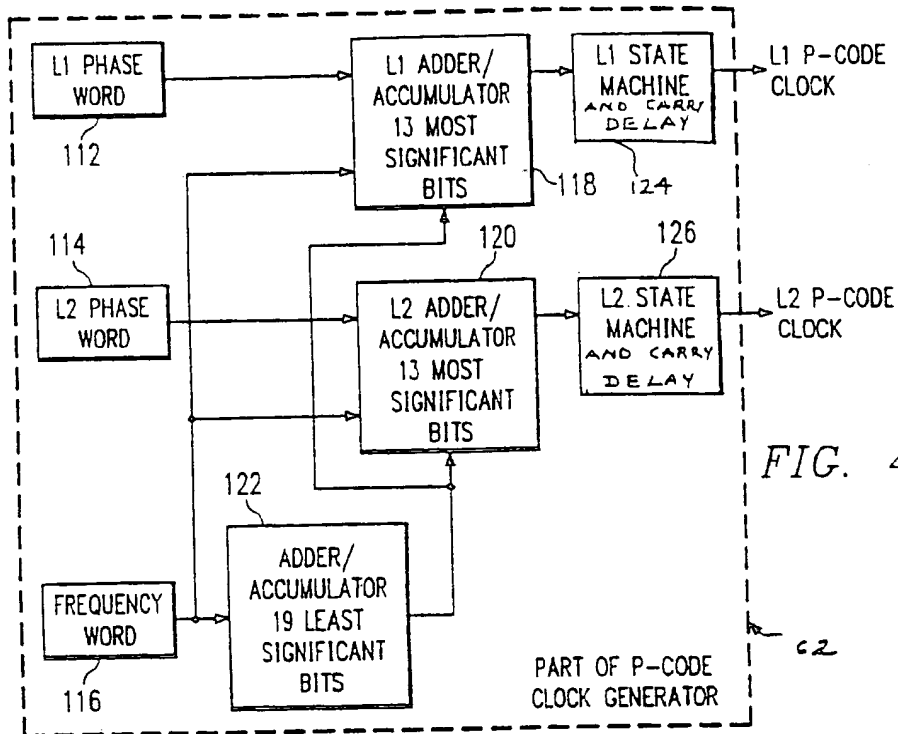 L1 PHASE
WORD
112
L1 ADDER/
ACCUMULATOR
13 MOST
SIGNIFICANT
BITS
118
L1 STATE
MACHINE
AND CARRY
DELAY
124
L1 P-CODE
CLOCK
114
L2 PHASE
WORD
120
L2 ADDER/
ACCUMULATOR
13 MOST
SIGNIFICANT
BITS
126
L2 STATE
MACHINE
AND CARRY
DELAY
L2 P-CODE
CLOCK
FIG. 4
122
ADDER/
ACCUMULATOR
19 LEAST
SIGNIFICANT
BITS
FREQUENCY
WORD
116
PART OF P-CODE
CLOCK GENERATOR
62